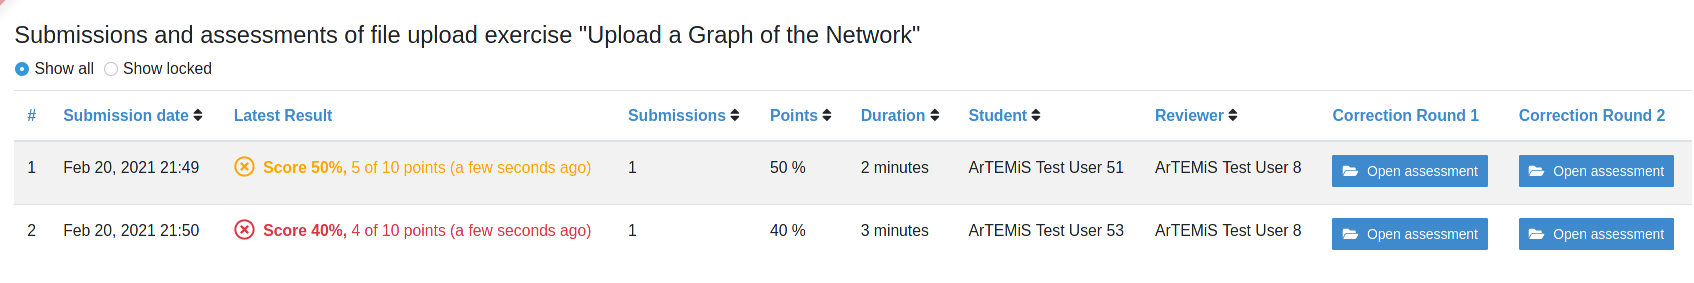 Submissions and assessments of file upload exercise "Upload a Graph of the Network"
Show all Show locked
# Submission date Latest Result Submissions Points Duration Student Reviewer Correction Round 1 Correction Round 2
1 Feb 20, 2021 21:49 Score 50%, 5 of 10 points (a few seconds ago) 1 50 % 2 minutes ArTEMiS Test User 51 ArTEMiS Test User 8 Open assessment Open assessment
2 Feb 20, 2021 21:50 Score 40%, 4 of 10 points (a few seconds ago) 1 40 % 3 minutes ArTEMiS Test User 53 ArTEMiS Test User 8 Open assessment Open assessment